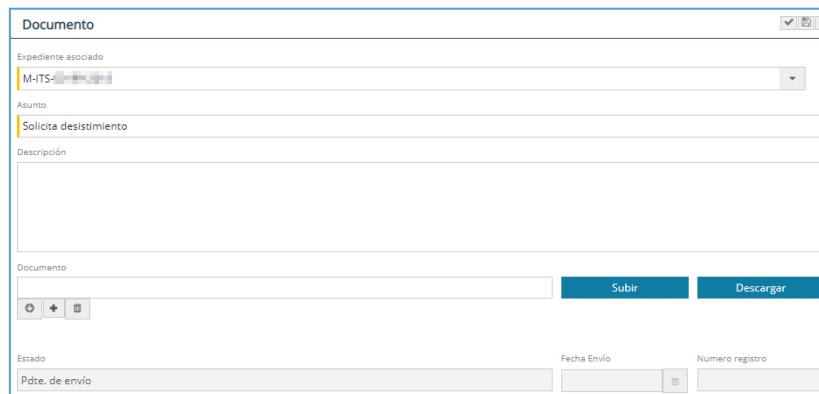 Documento
Expediente asociado
M-ITS-
Asunto
Solicita desistimiento
Descripción
Documento
Subir Descargar
Estado Fecha Envío Numero registro
Pdte. de envío